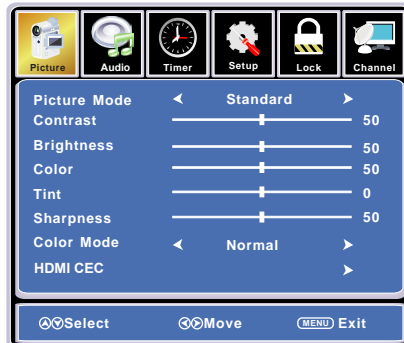 Picture Audio Timer Setup Lock Channel
Picture Mode Standard
Contrast 50
Brightness 50
Color 50
Tint 0
Sharpness 50
Color Mode Normal
HDMI CEC
Select Move MENU Exit